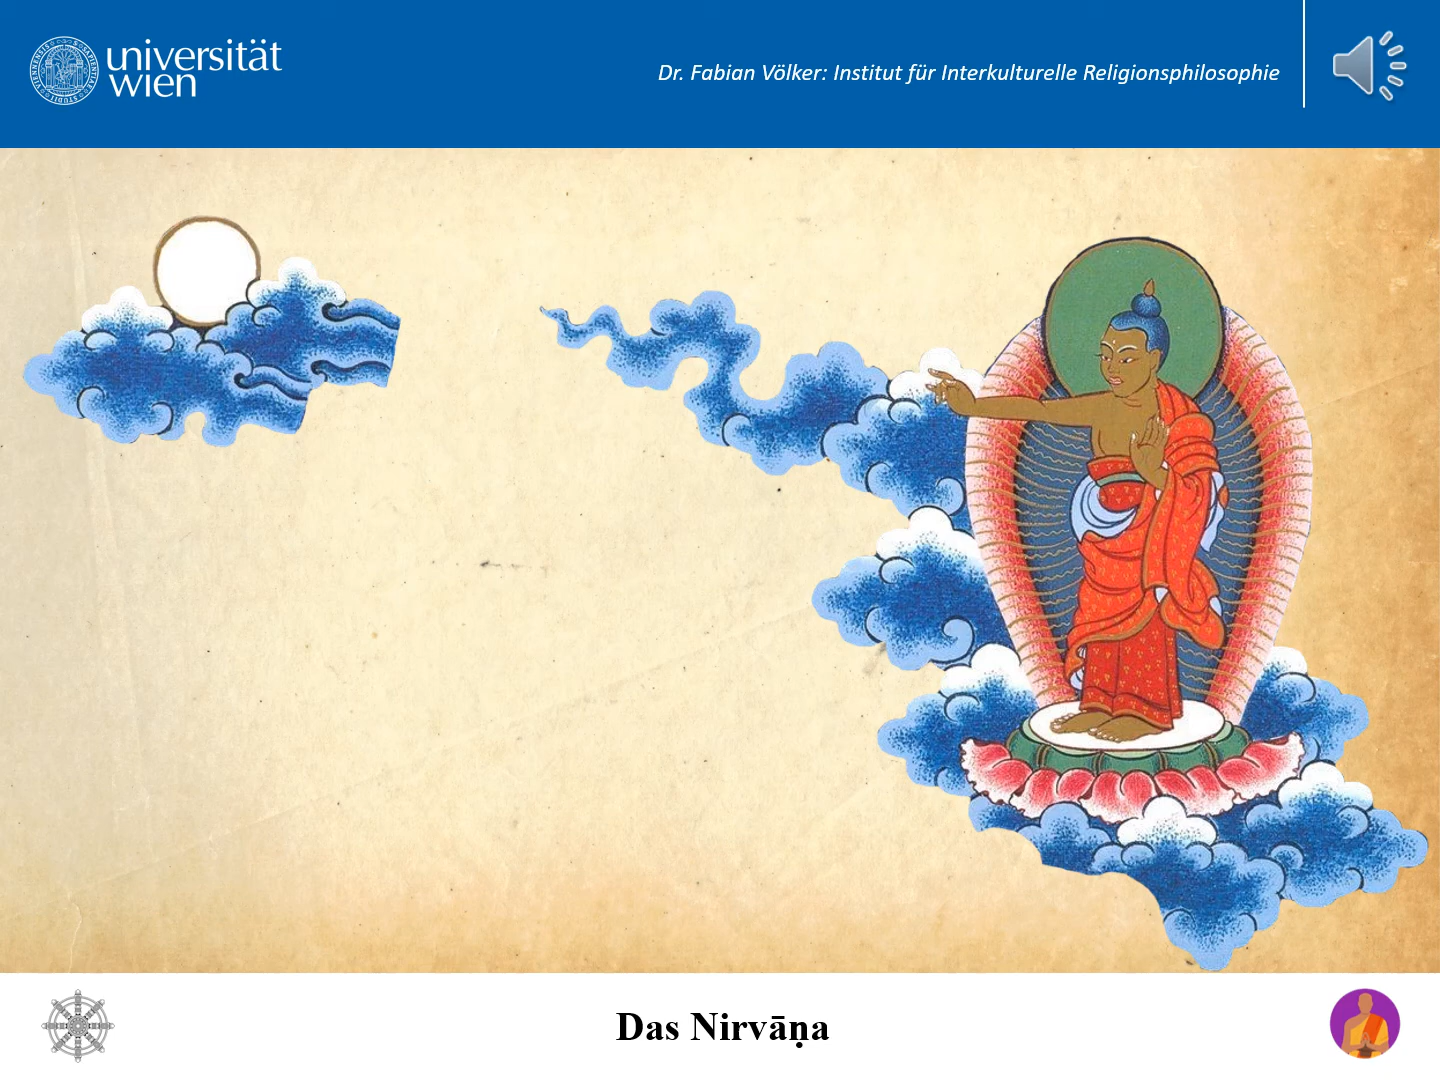 universität
wien
Dr. Fabian Völker: Institut für Interkulturelle Religionsphilosophie
Das Nirvāṇa